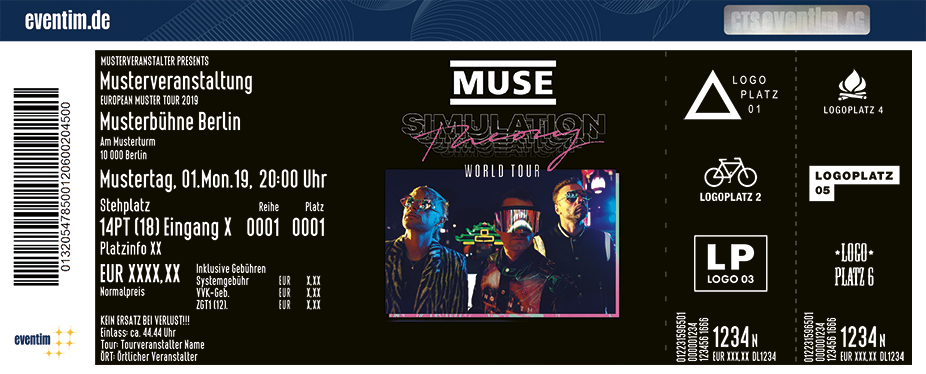 eventim.de
CTS eventim AG
01320547850012060020​4500
eventim
MUSTERVERANSTALTER PRESENTS
Musterveranstaltung
EUROPEAN MUSTER TOUR 2019
Musterbühne Berlin
Am Musterturm
10 000 Berlin
Mustertag, 01.Mon.19, 20:00 Uhr
Stehplatz Reihe Platz
14PT (18) Eingang X 0001 0001
Platzinfo XX
EUR XXXX,XX
Normalpreis
Inklusive Gebühren
Systemgebühr EUR X,XX
VVK-Geb. EUR X,XX
ZGT1 (12). EUR X,XX
KEIN ERSATZ BEI VERLUST!!!
Einlass: ca. 44.44 Uhr
Tour: Tourveranstalter Name
ÖRT: Örtlicher Veranstalter
MUSE
SIMULATION
Theory
WORLD TOUR
LOGO
PLATZ
01
LOGOPLATZ 2
LP
LOGO 03
012231596501
000001234
123456 1666
1234 N
EUR XXX,XX DL1234
LOGOPLATZ 4
LOGOPLATZ
05
LOGO
PLATZ 6
012231596501
000001234
123456 1666
1234 N
EUR XXX,XX DL1234